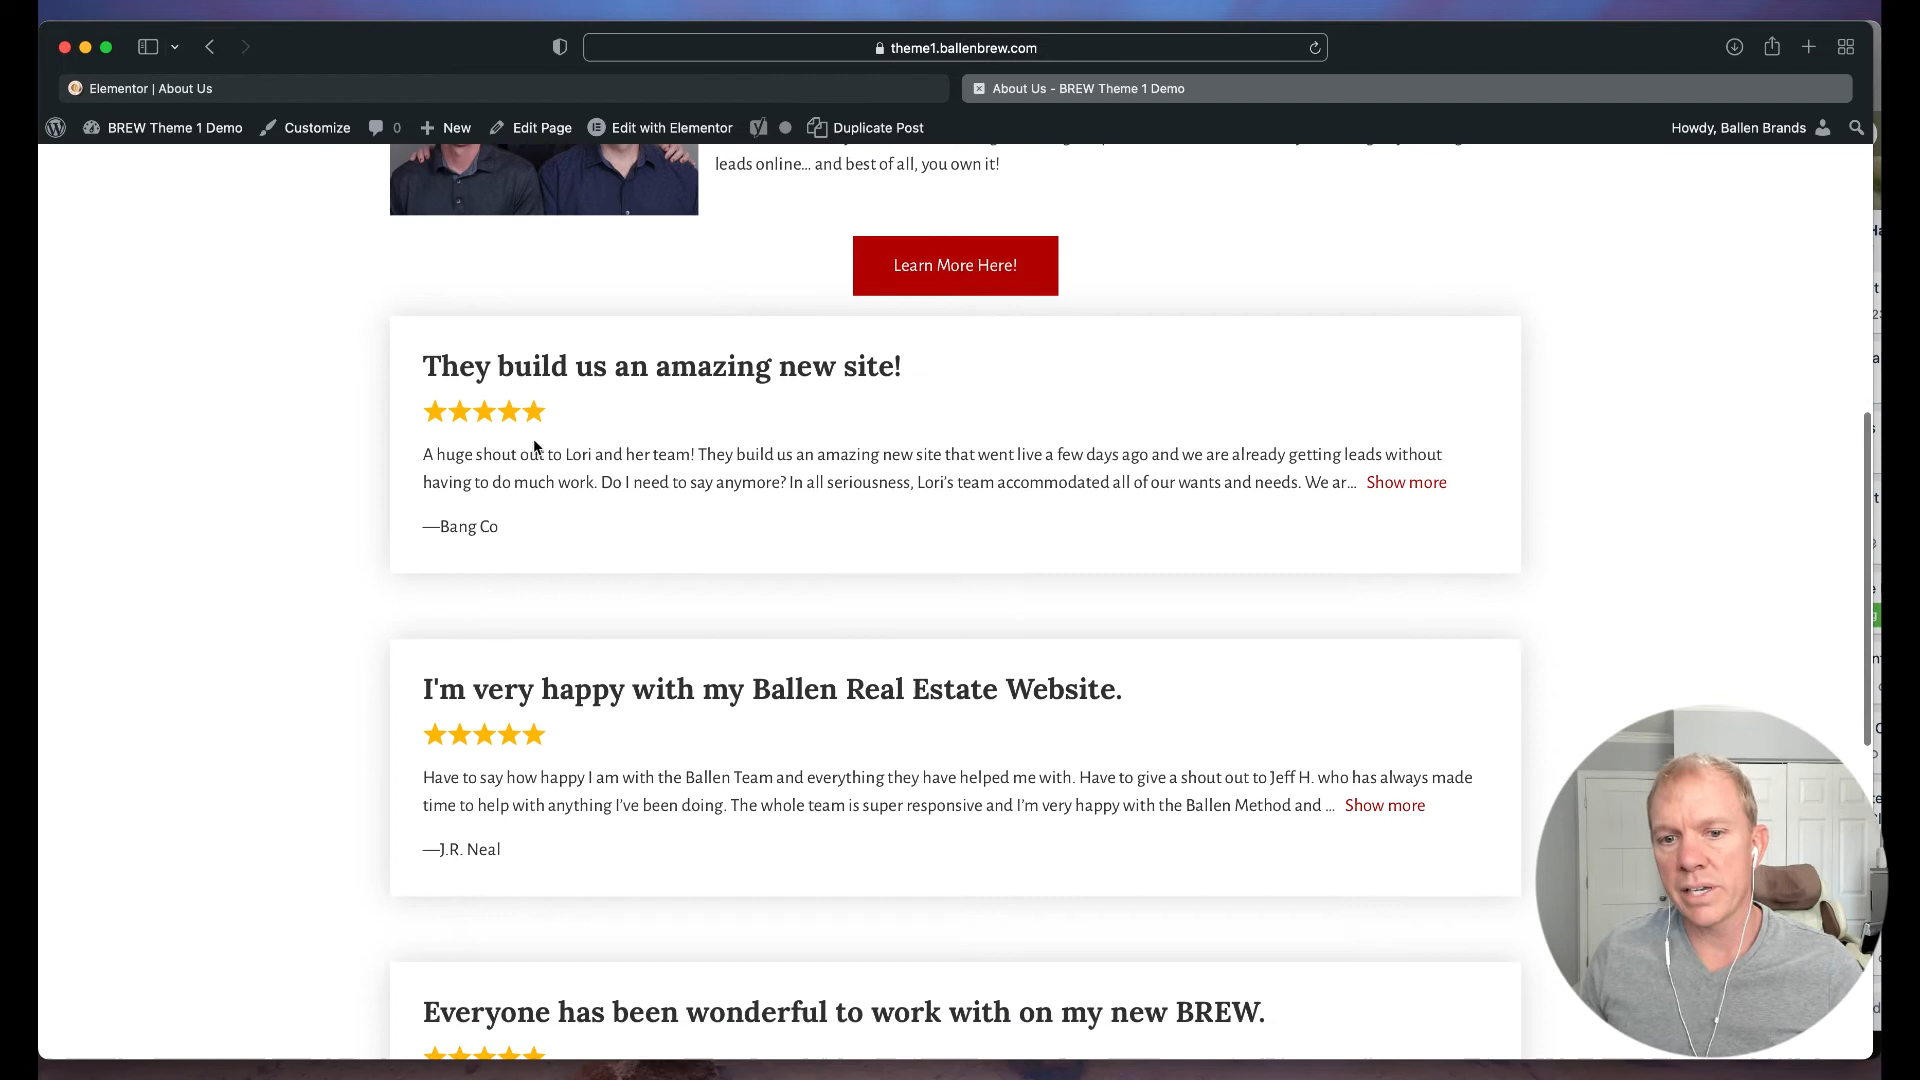 theme1.ballenbrew.com
Elementor | About Us
About Us - BREW Theme 1 Demo
BREW Theme 1 Demo
Customize
0
New
Edit Page
Edit with Elementor
Duplicate Post
Howdy, Ballen Brands
leads online... and best of all, you own it!
Learn More Here!
They build us an amazing new site!
A huge shout out to Lori and her team! They build us an amazing new site that went live a few days ago and we are already getting leads without
having to do much work. Do I need to say anymore? In all seriousness, Lori's team accommodated all of our wants and needs. We ar... Show more
—Bang Co
I'm very happy with my Ballen Real Estate Website.
Have to say how happy I am with the Ballen Team and everything they have helped me with. Have to give a shout out to Jeff H. who has always made
time to help with anything I've been doing. The whole team is super responsive and I'm very happy with the Ballen Method and ... Show more
—J.R. Neal
Everyone has been wonderful to work with on my new BREW.